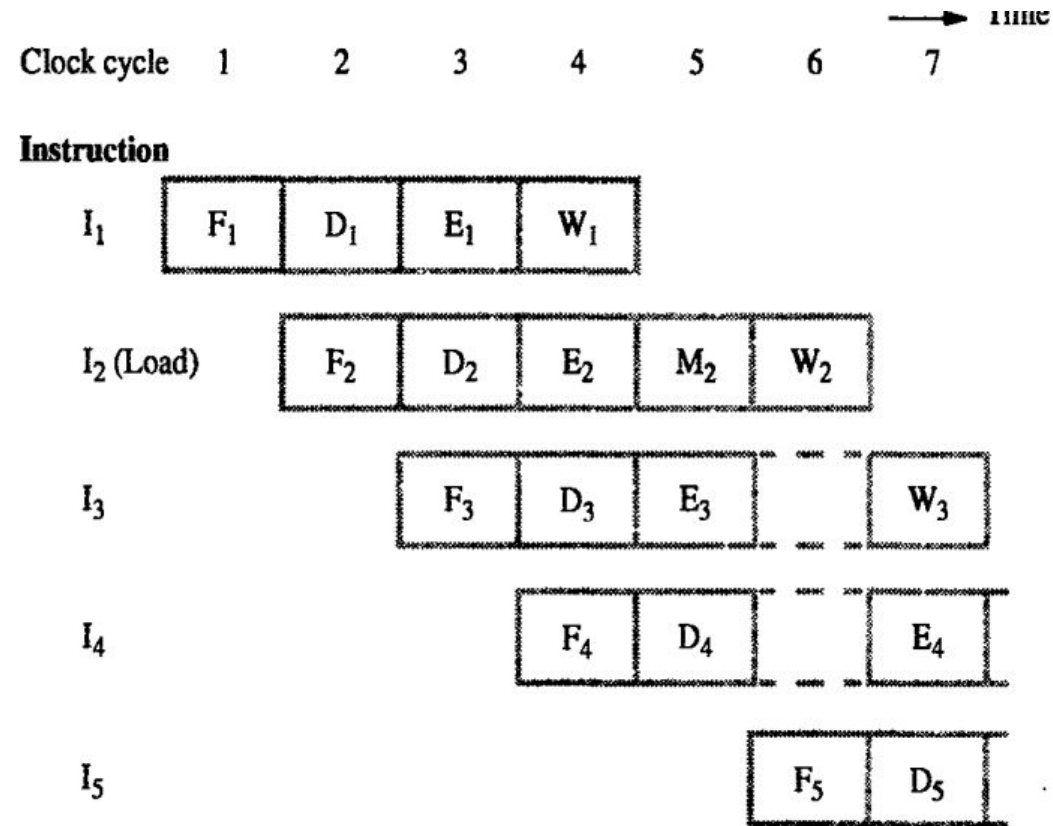 Clock cycle 1 2 3 4 5 6 7
Instruction
I₁ F₁ D₁ E₁ W₁
I₂ (Load) F₂ D₂ E₂ M₂ W₂
I₃ F₃ D₃ E₃ W₃
I₄ F₄ D₄ E₄
I₅ F₅ D₅